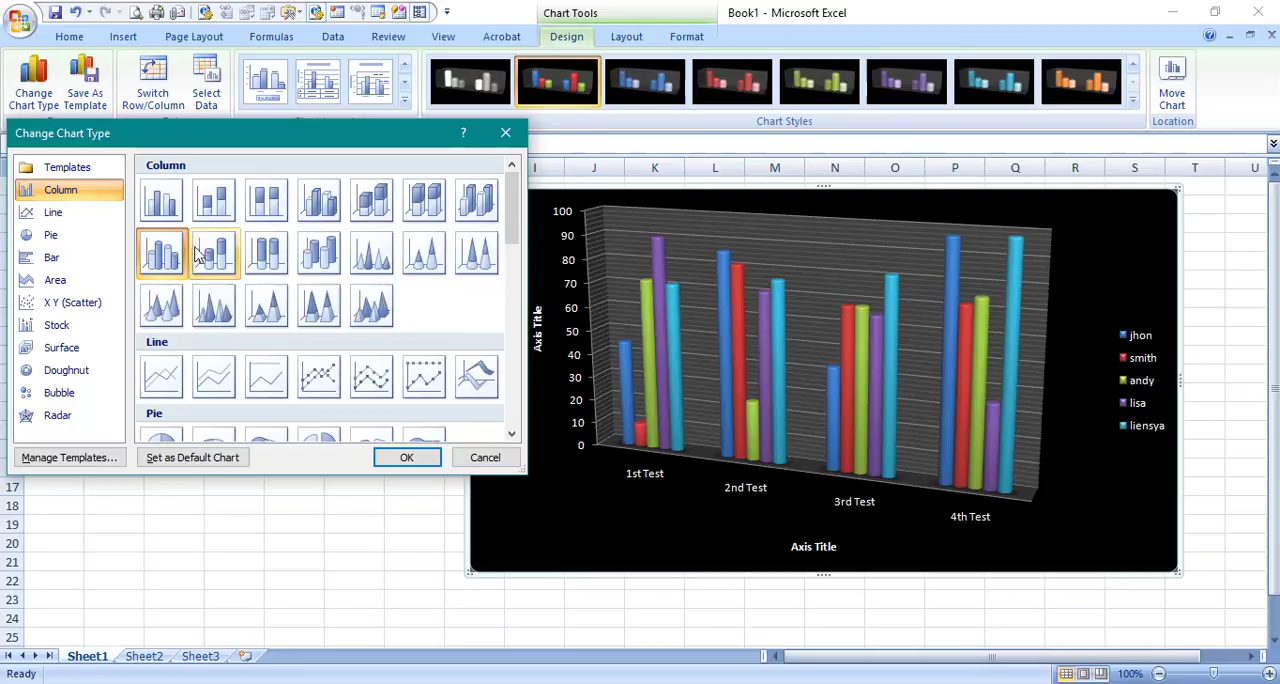 Chart Tools
Book1 - Microsoft Excel
Home
Insert
Page Layout
Formulas
Data
Review
View
Acrobat
Design
Layout
Format
Change
Chart Type
Save As
Template
Switch
Row/Column
Select
Data
Chart Styles
Move
Chart
Location
Change Chart Type
?
Templates
Column
Line
Pie
Bar
Area
X Y (Scatter)
Stock
Surface
Doughnut
Bubble
Radar
Column
Line
Pie
Manage Templates...
Set as Default Chart
OK
Cancel
I J K L M N O P Q R S T U
100
90
80
70
60
50
40
30
20
10
0
Axis Title
1st Test
2nd Test
3rd Test
4th Test
Axis Title
jhon
smith
andy
lisa
liensya
17
18
19
20
21
22
23
24
25
Sheet1
Sheet2
Sheet3
Ready
100%